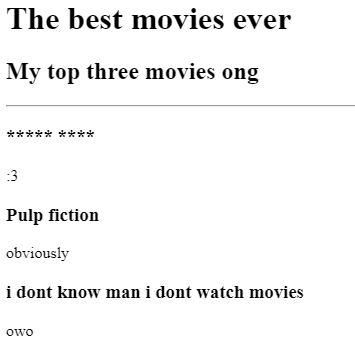 The best movies ever
My top three movies ong
***** ****
:3
Pulp fiction
obviously
i dont know man i dont watch movies
owo